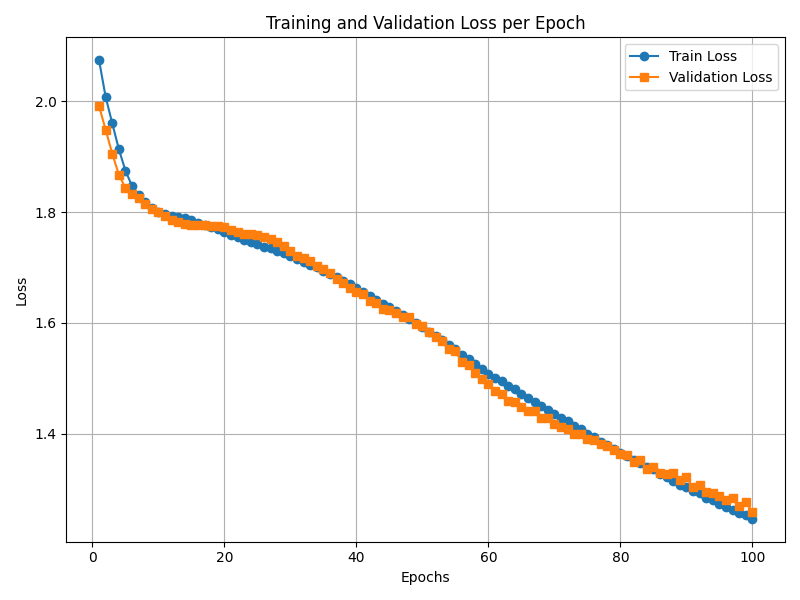 Training and Validation Loss per Epoch
Train Loss
Validation Loss
2.0
1.8
1.6
1.4
Loss
0 20 40 60 80 100
Epochs